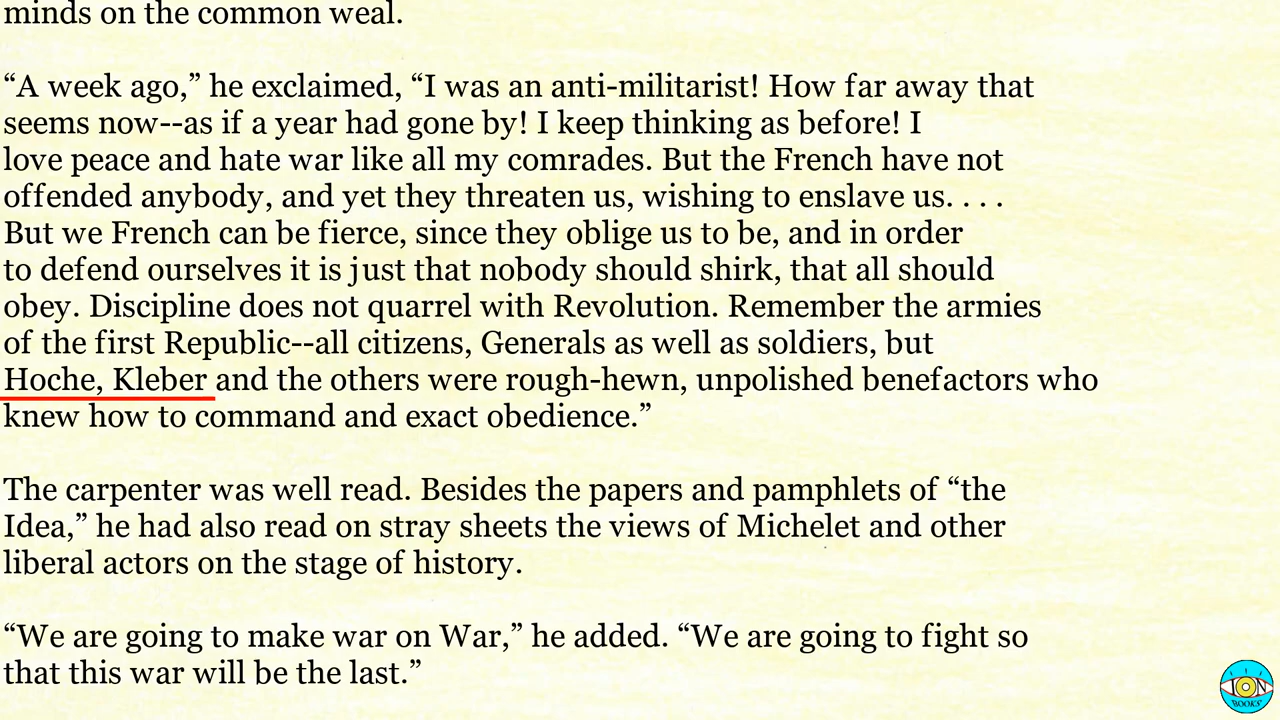 minds on the common weal.
“A week ago,” he exclaimed, “I was an anti-militarist! How far away that
seems now--as if a year had gone by! I keep thinking as before! I
love peace and hate war like all my comrades. But the French have not
offended anybody, and yet they threaten us, wishing to enslave us. . . .
But we French can be fierce, since they oblige us to be, and in order
to defend ourselves it is just that nobody should shirk, that all should
obey. Discipline does not quarrel with Revolution. Remember the armies
of the first Republic--all citizens, Generals as well as soldiers, but
Hoche, Kleber and the others were rough-hewn, unpolished benefactors who
knew how to command and exact obedience.”
The carpenter was well read. Besides the papers and pamphlets of “the
Idea,” he had also read on stray sheets the views of Michelet and other
liberal actors on the stage of history.
“We are going to make war on War,” he added. “We are going to fight so
that this war will be the last.”
ION
BOOKS